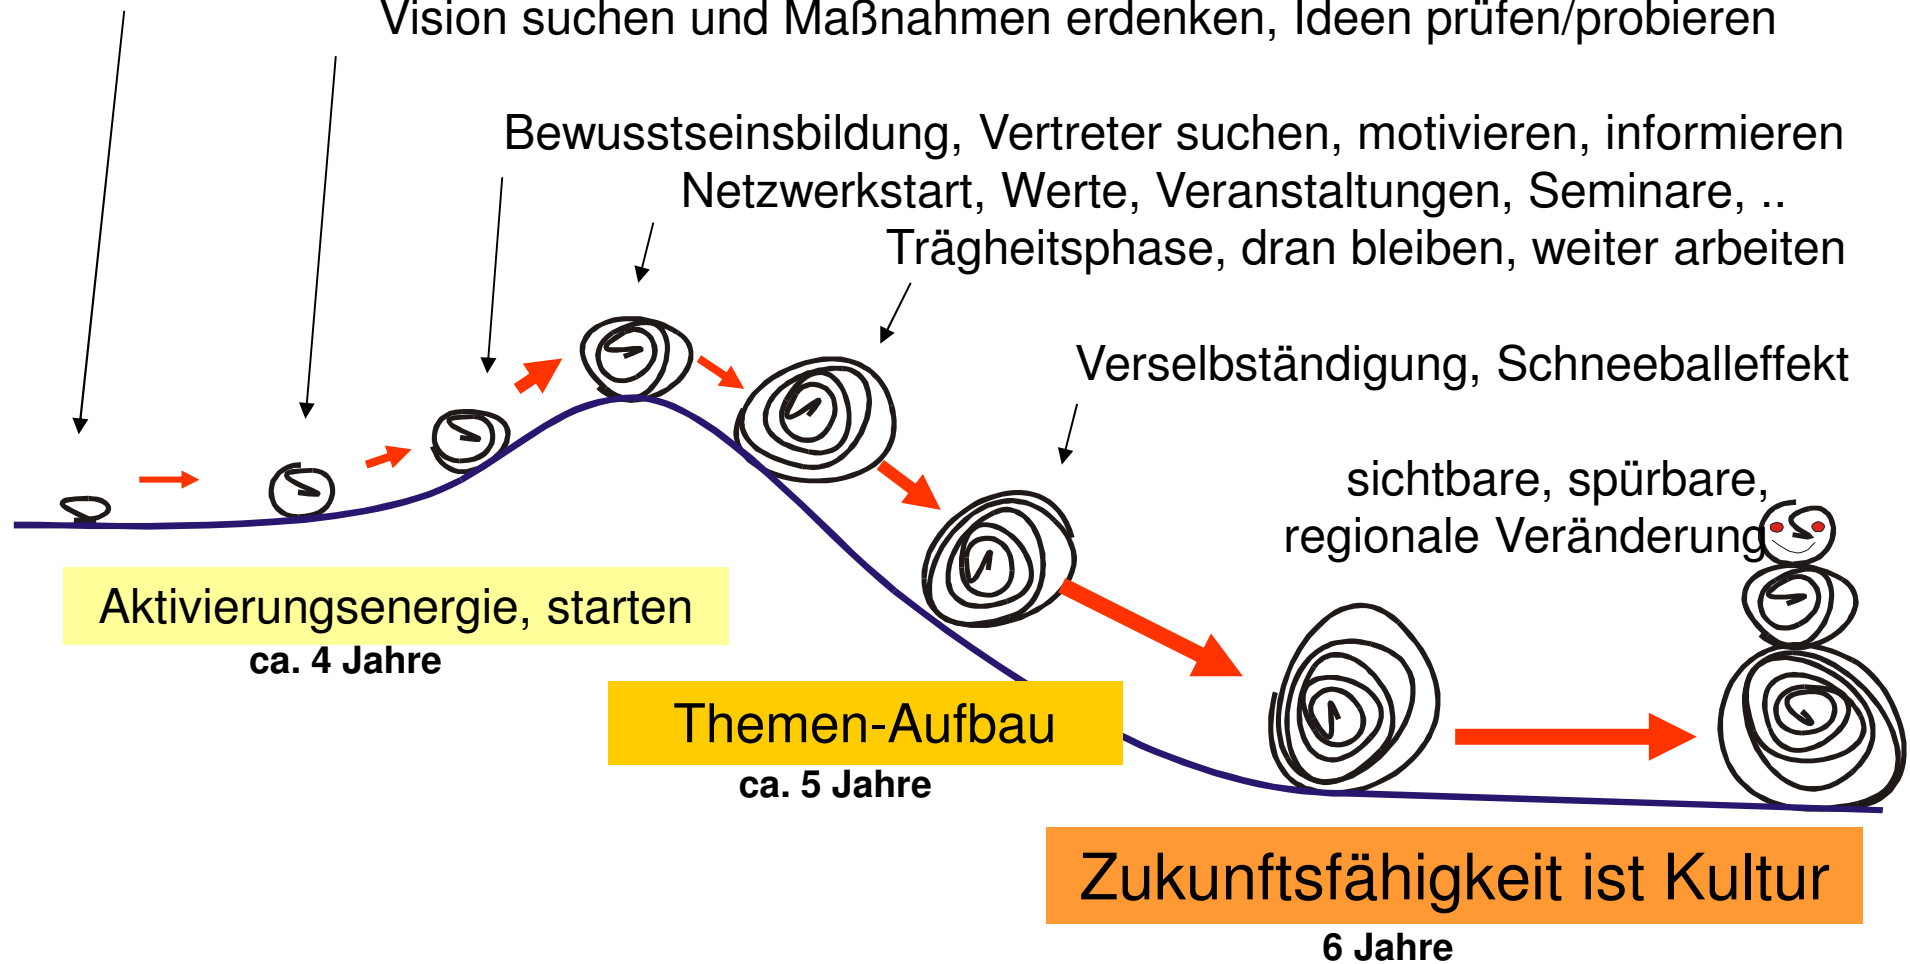 Vision suchen und Maßnahmen erdenken, Ideen prüfen/probieren
Bewusstseinsbildung, Vertreter suchen, motivieren, informieren
Netzwerkstart, Werte, Veranstaltungen, Seminare, ..
Trägheitsphase, dran bleiben, weiter arbeiten
Verselbständigung, Schneeballeffekt
sichtbare, spürbare,
regionale Veränderung
Aktivierungsenergie, starten
ca. 4 Jahre
Themen-Aufbau
ca. 5 Jahre
Zukunftsfähigkeit ist Kultur
6 Jahre